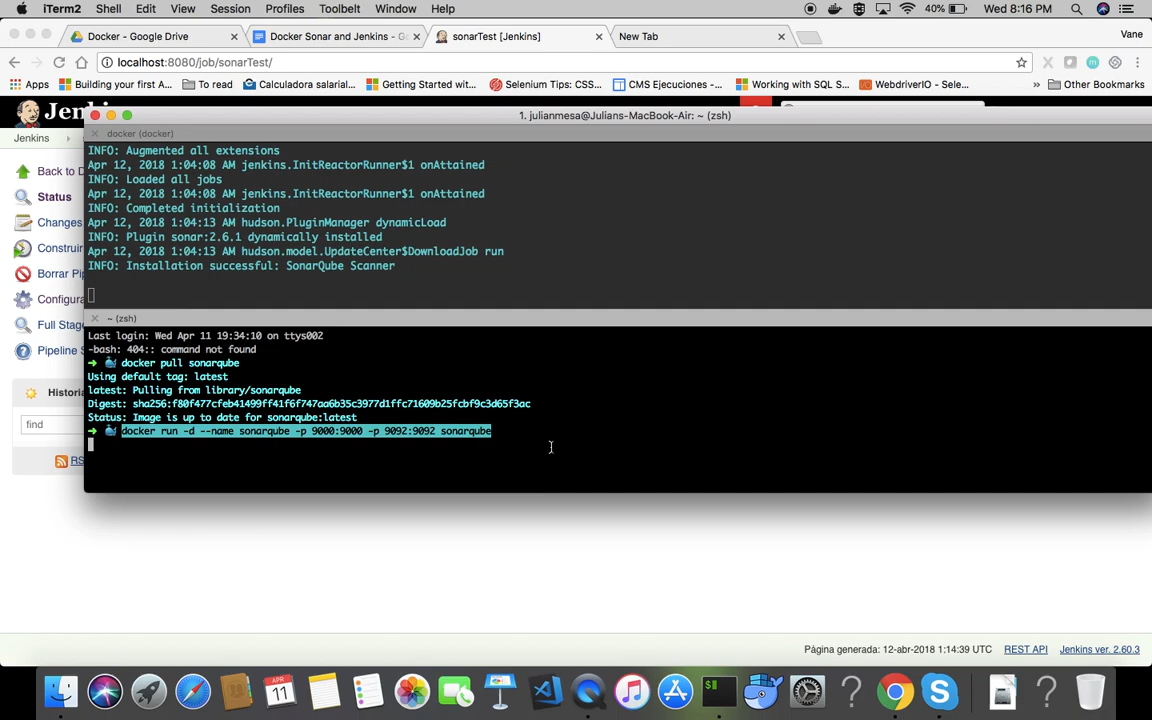 iTerm2 Shell Edit View Session Profiles Toolbelt Window Help 40% Wed 8:16 PM
Docker - Google Drive Docker Sonar and Jenkins - Go sonarTest [Jenkins] New Tab Vane
localhost:8080/job/sonarTest/
Apps Building your first A... To read Calculadora salarial... Getting Started wit... Selenium Tips: CSS... CMS Ejecuciones -... Working with SQL S... WebdriverIO - Sele... » Other Bookmarks
Jenki
1. julianmesa@Julians-MacBook-Air: ~ (zsh)
docker (docker)
Jenkins
Back to D
Status
Changes
Construir
Borrar Pip
Configura
Full Stage
Pipeline S
Historia
find
RS
INFO: Augmented all extensions
Apr 12, 2018 1:04:08 AM jenkins.InitReactorRunner$1 onAttained
INFO: Loaded all jobs
Apr 12, 2018 1:04:08 AM jenkins.InitReactorRunner$1 onAttained
INFO: Completed initialization
Apr 12, 2018 1:04:13 AM hudson.PluginManager dynamicLoad
INFO: Plugin sonar:2.6.1 dynamically installed
Apr 12, 2018 1:04:13 AM hudson.model.UpdateCenter$DownloadJob run
INFO: Installation successful: SonarQube Scanner
~ (zsh)
Last login: Wed Apr 11 19:34:10 on ttys002
-bash: 404:: command not found
➜ 🐳 docker pull sonarqube
Using default tag: latest
latest: Pulling from library/sonarqube
Digest: sha256:f80f477cfeb41499ff41f6f747aa6b35c3977d1ffc71609b25fcbf9c3d65f3ac
Status: Image is up to date for sonarqube:latest
➜ 🐳 docker run -d --name sonarqube -p 9000:9000 -p 9092:9092 sonarqube
Página generada: 12-abr-2018 1:14:39 UTC REST API Jenkins ver. 2.60.3
APR
11